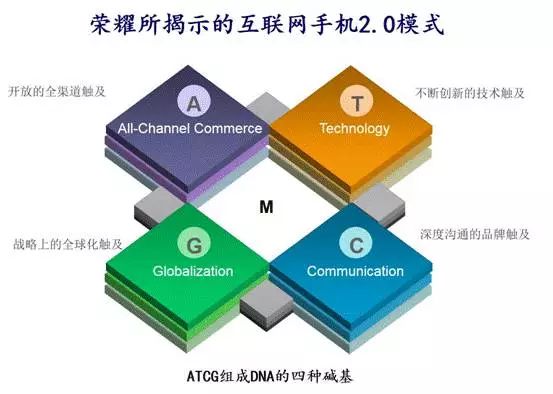 荣耀所揭示的互联网手机2.0模式
开放的全渠道触及
A
All-Channel Commerce
T
Technology
不断创新的技术触及
M
战略上的全球化触及
G
Globalization
C
Communication
深度沟通的品牌触及
ATCG组成DNA的四种碱基